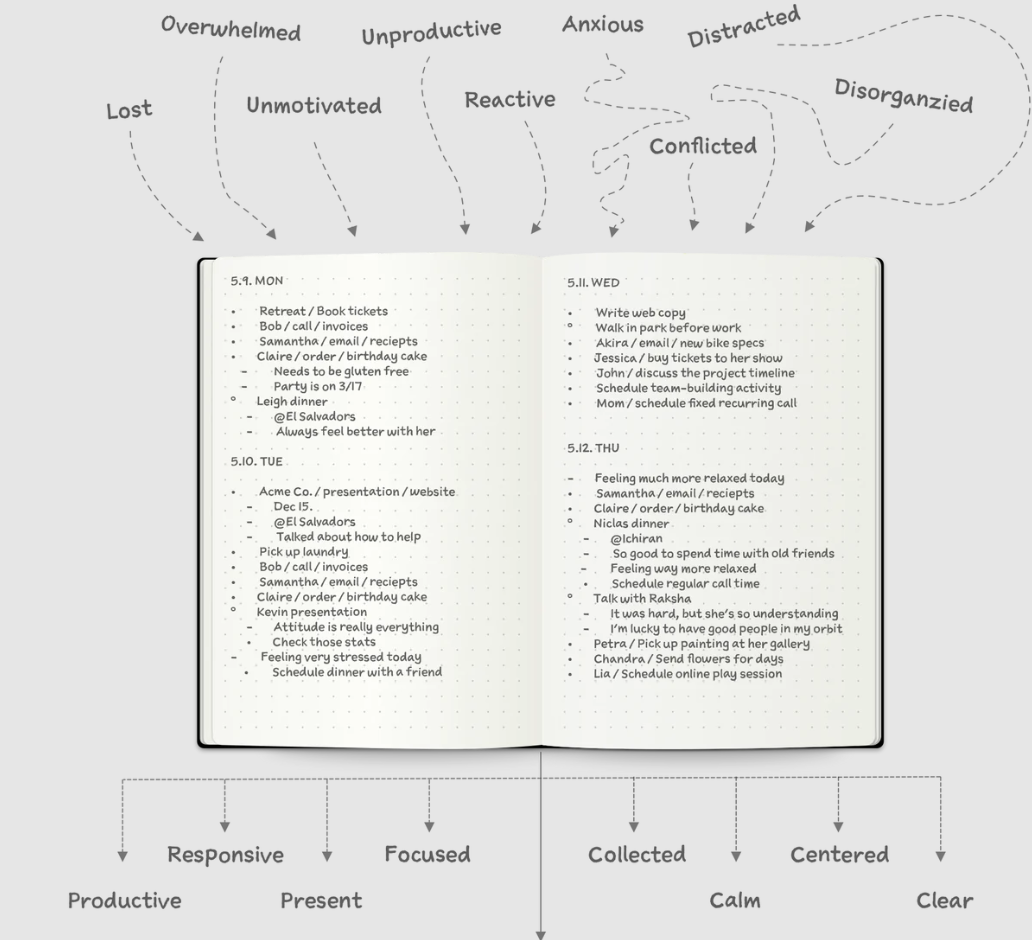 Overwhelmed
Unproductive
Anxious
Distracted
Lost
Unmotivated
Reactive
Disorganzied
Conflicted
5.9. MON
• Retreat / Book tickets
• Bob / call / invoices
• Samantha / email / reciepts
• Claire / order / birthday cake
– Needs to be gluten free
– Party is on 3/17
° Leigh dinner
– @El Salvadors
– Always feel better with her
5.10. TUE
• Acme Co. / presentation / website
– Dec 15.
– @El Salvadors
– Talked about how to help
• Pick up laundry
• Bob / call / invoices
• Samantha / email / reciepts
• Claire / order / birthday cake
° Kevin presentation
– Attitude is really everything
• Check those stats
– Feeling very stressed today
• Schedule dinner with a friend
5.11. WED
• Write web copy
° Walk in park before work
• Akira / email / new bike specs
• Jessica / buy tickets to her show
• John / discuss the project timeline
• Schedule team-building activity
• Mom / schedule fixed recurring call
5.12. THU
– Feeling much more relaxed today
• Samantha / email / reciepts
• Claire / order / birthday cake
° Niclas dinner
– @Ichiran
– So good to spend time with old friends
– Feeling way more relaxed
• Schedule regular call time
° Talk with Raksha
– It was hard, but she's so understanding
– I'm lucky to have good people in my orbit
• Petra / Pick up painting at her gallery
• Chandra / Send flowers for days
• Lia / Schedule online play session
Responsive
Focused
Collected
Centered
Productive
Present
Calm
Clear